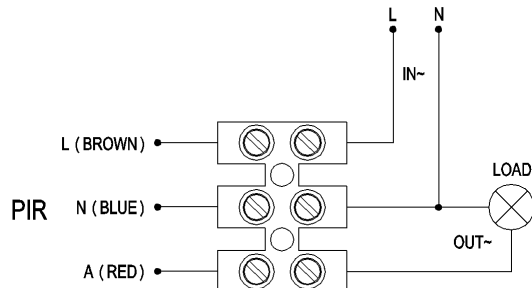 L N
IN~
L (BROWN)
LOAD
PIR N (BLUE)
OUT~
A (RED)